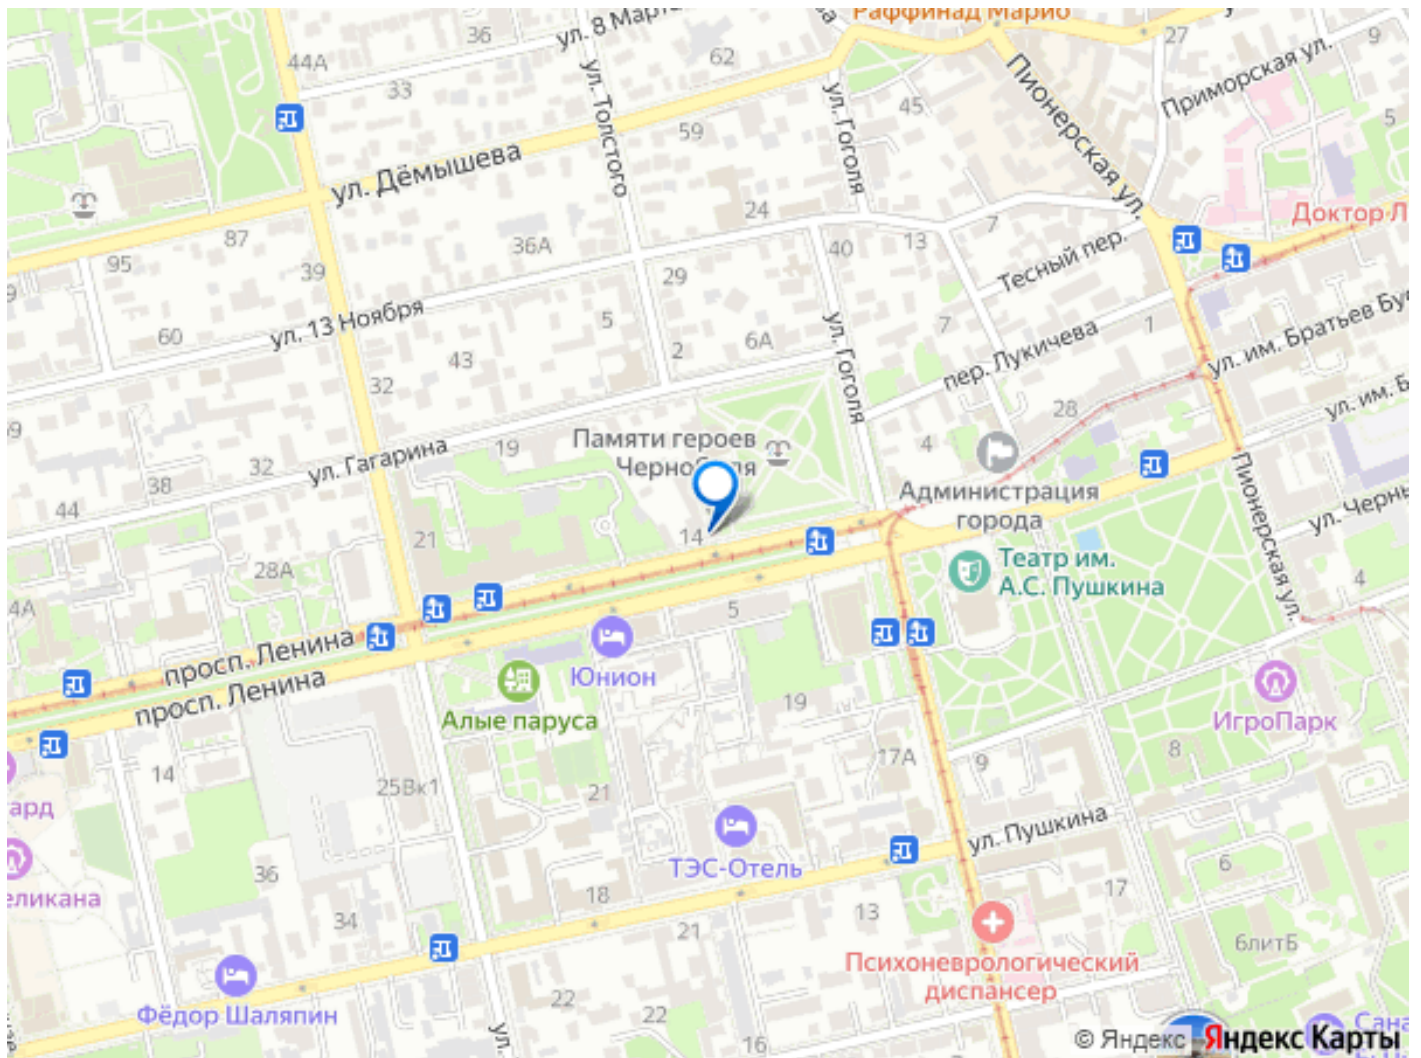 Раффинад Марио
ул. 8 Марта
36
27
9
44А
62
33
ул. Толстого
Пионерская ул.
Приморская ул.
45
ул. Гоголя
59
5
ул. Дёмышева
24
Доктор Л
87
36А
40
13
7
Тесный пер.
95
39
29
9
ул. 13 Ноября
5
7
1
60
6А
ул. Гоголя
пер. Лукичева
ул. им. Братьев Бу
43
2
32
28
ул. им. Б
Памяти героев
19
4
ул. Гагарина
32
38
Администрация
города
Пионерская ул.
44
ул. Черны
14
21
Театр им.
А.С. Пушкина
28А
4
4А
5
просп. Ленина
Юнион
просп. Ленина
19
Алые паруса
ИгроПарк
8
14
17А
9
25Вк1
21
ард
ул. Пушкина
ТЭС-Отель
6
36
еликана
18
17
34
13
21
6литБ
Психоневрологический
диспансер
22
Фёдор Шаляпин
22
ул.
16
Сана
© Яндекс
Яндекс Карты